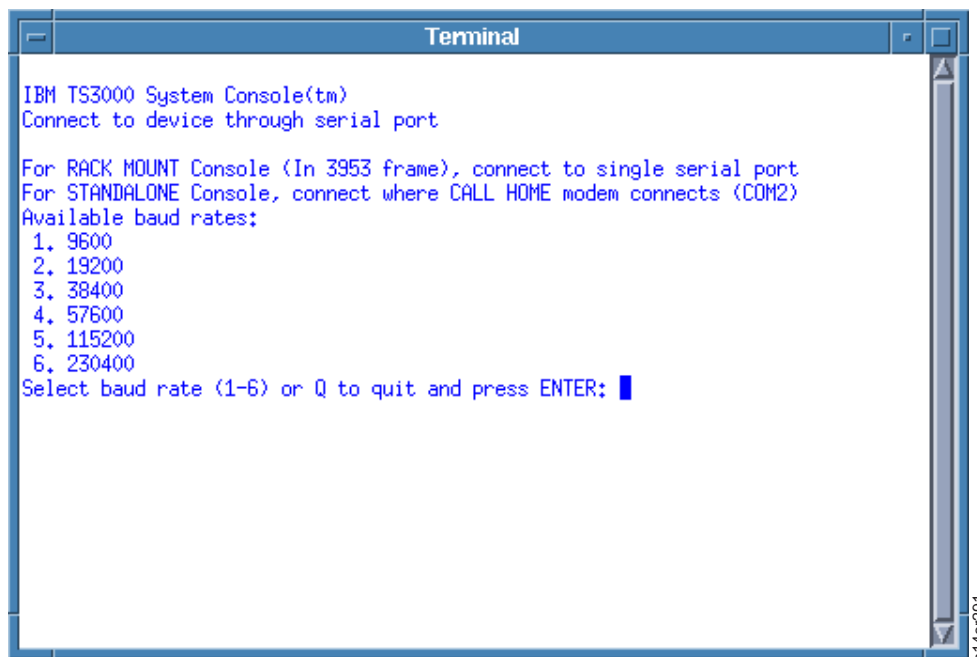 Terminal
IBM TS3000 System Console(tm)
Connect to device through serial port
For RACK MOUNT Console (In 3953 frame), connect to single serial port
For STANDALONE Console, connect where CALL HOME modem connects (COM2)
Available baud rates:
1. 9600
2. 19200
3. 38400
4. 57600
5. 115200
6. 230400
Select baud rate (1-6) or Q to quit and press ENTER: